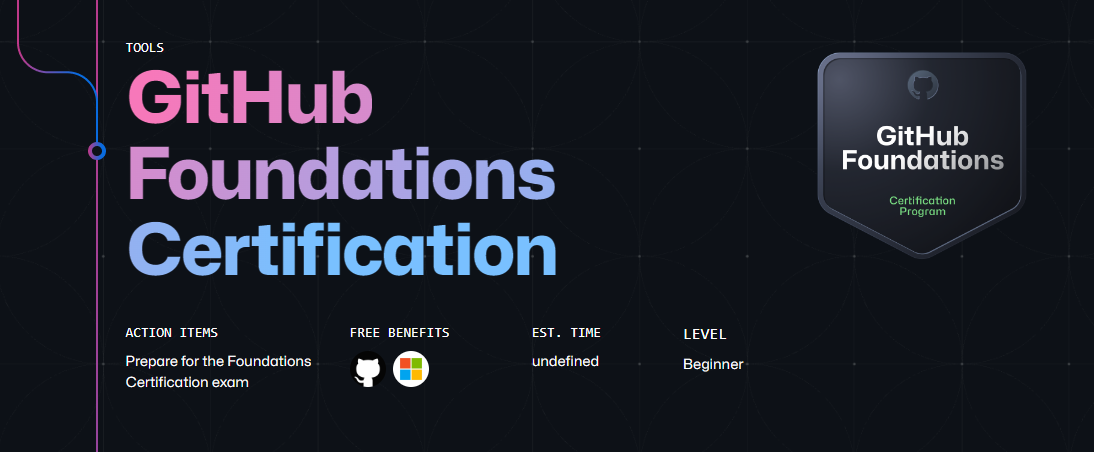 TOOLS
GitHub
Foundations
Certification
GitHub
Foundations
Certification
Program
ACTION ITEMS
Prepare for the Foundations
Certification exam
FREE BENEFITS
EST. TIME
undefined
LEVEL
Beginner